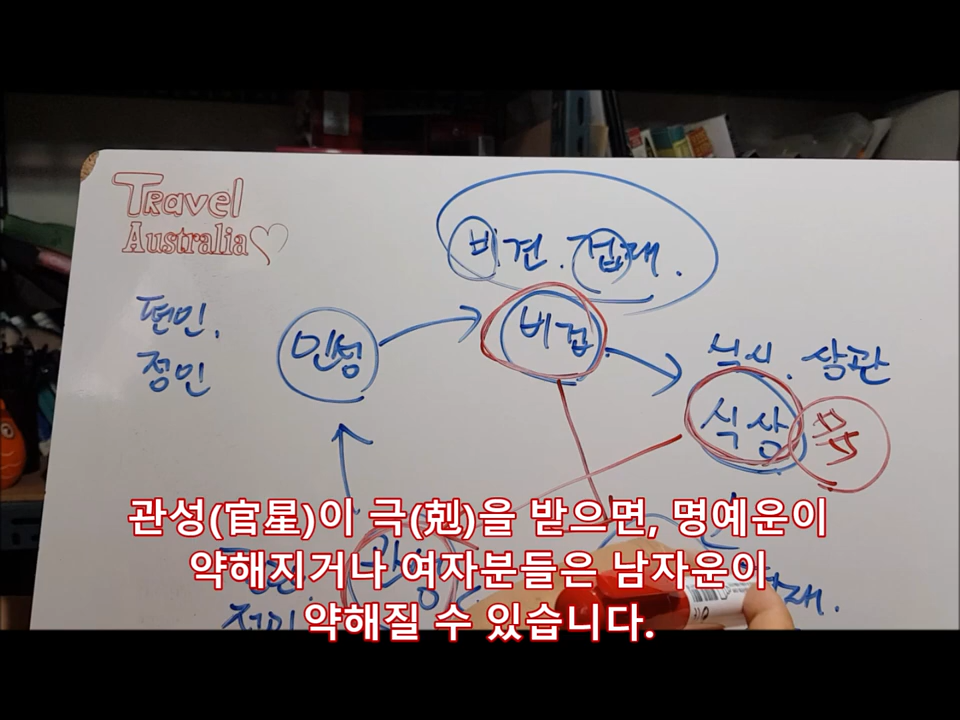 Travel
Australia
비견. 겁재.
편인.
정인
인성
비겁
식신. 상관
식상
관성
관성(官星)이 극(剋)을 받으면, 명예운이
약해지거나 여자분들은 남자운이
약해질 수 있습니다.